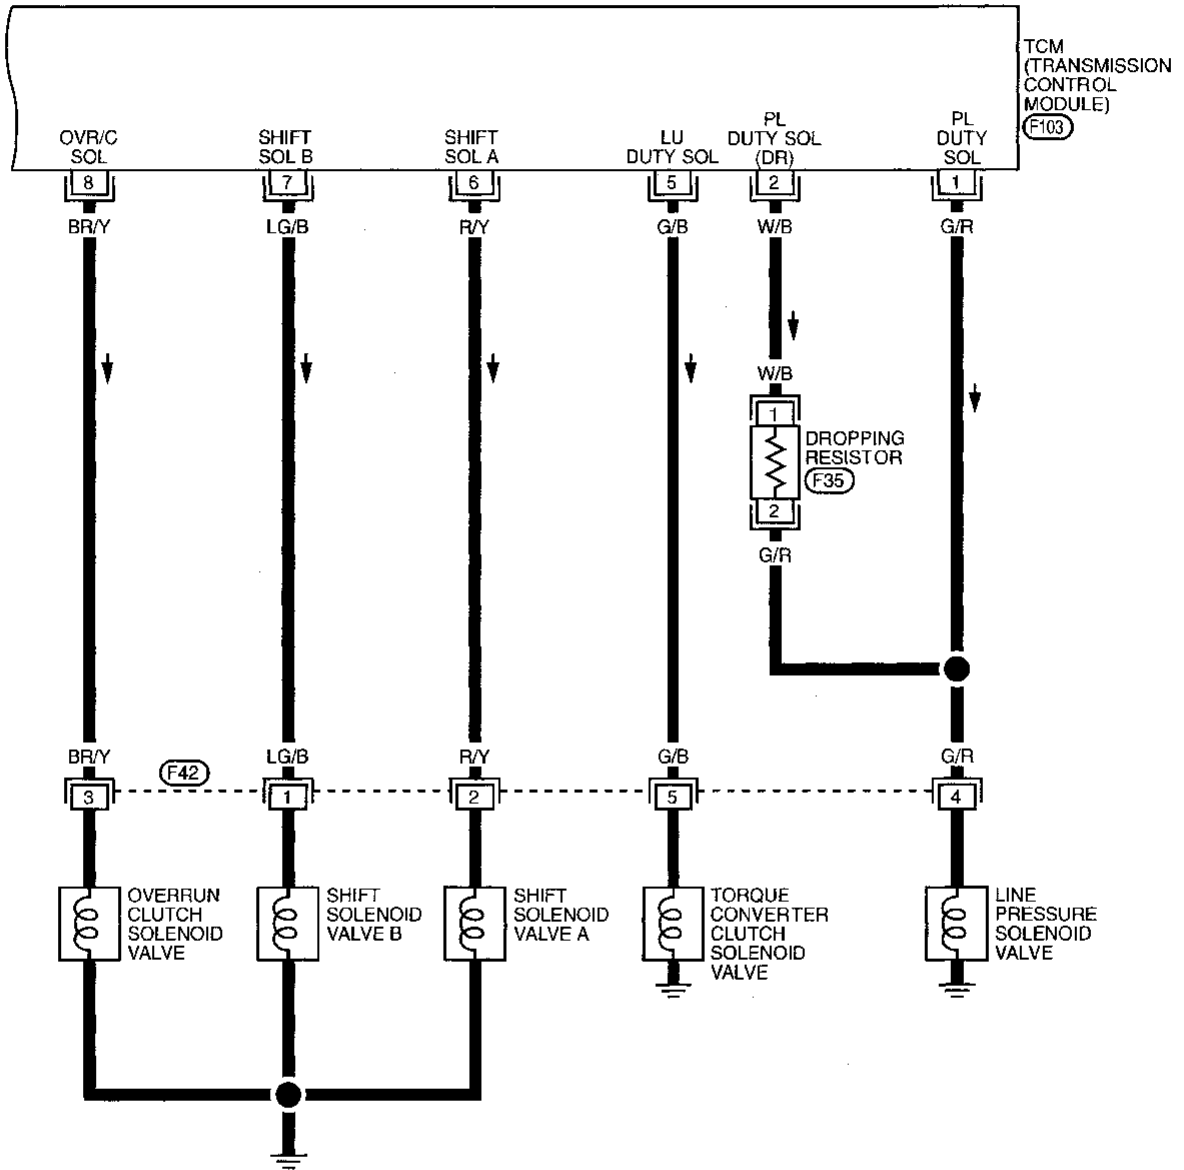 TCM
(TRANSMISSION
CONTROL
MODULE)
F103
OVR/C
SOL
SHIFT
SOL B
SHIFT
SOL A
LU
DUTY SOL
PL
DUTY SOL
(DR)
PL
DUTY
SOL
8
7
6
5
2
1
BR/Y
LG/B
R/Y
G/B
W/B
G/R
W/B
1
DROPPING
RESISTOR
F35
2
G/R
BR/Y
F42
LG/B
R/Y
G/B
G/R
3
1
2
5
4
OVERRUN
CLUTCH
SOLENOID
VALVE
SHIFT
SOLENOID
VALVE B
SHIFT
SOLENOID
VALVE A
TORQUE
CONVERTER
CLUTCH
SOLENOID
VALVE
LINE
PRESSURE
SOLENOID
VALVE